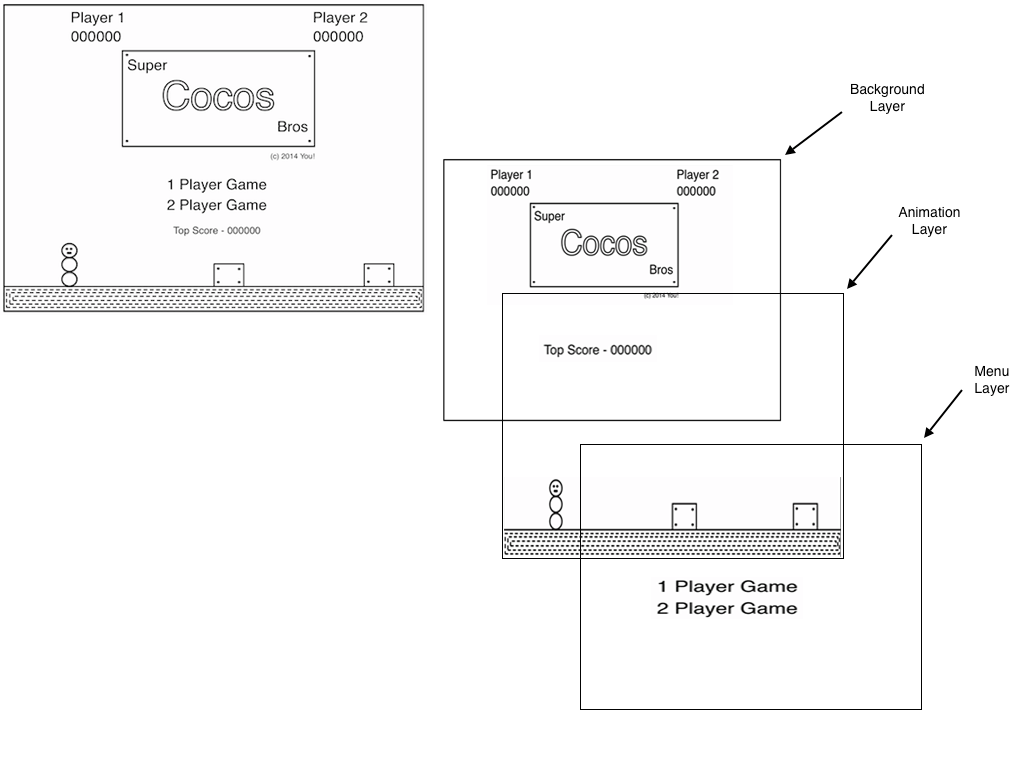 Player 1
000000
Player 2
000000
Super
Cocos
Bros
(c) 2014 You!
1 Player Game
2 Player Game
Top Score - 000000
Background
Layer
Player 1
000000
Player 2
000000
Super
Cocos
Bros
(c) 2014 You!
Top Score - 000000
Animation
Layer
Menu
Layer
1 Player Game
2 Player Game